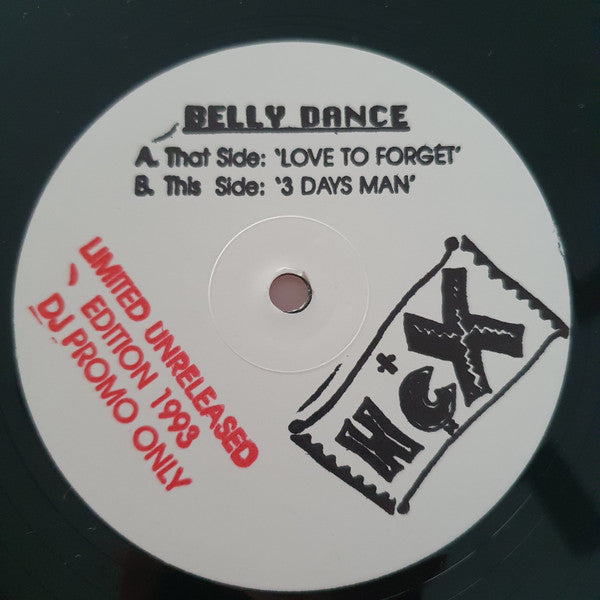 BELLY DANCE
A. That Side: 'LOVE TO FORGET'
B. This Side: '3 DAYS MAN'
LIMITED UNRELEASED
EDITION 1993
DJ PROMO ONLY